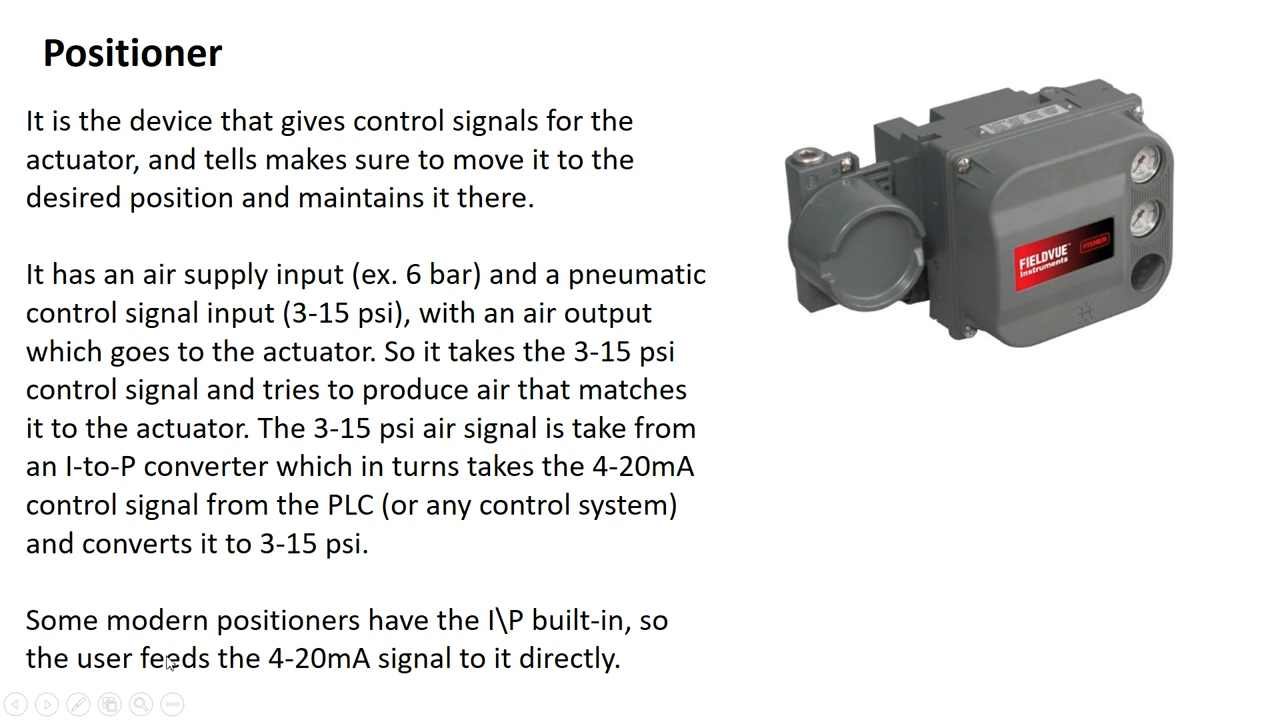 Positioner
It is the device that gives control signals for the
actuator, and tells makes sure to move it to the
desired position and maintains it there.
It has an air supply input (ex. 6 bar) and a pneumatic
control signal input (3-15 psi), with an air output
which goes to the actuator. So it takes the 3-15 psi
control signal and tries to produce air that matches
it to the actuator. The 3-15 psi air signal is take from
an I-to-P converter which in turns takes the 4-20mA
control signal from the PLC (or any control system)
and converts it to 3-15 psi.
Some modern positioners have the I\P built-in, so
the user feeds the 4-20mA signal to it directly.
FIELDVUE™
Instruments
FISHER